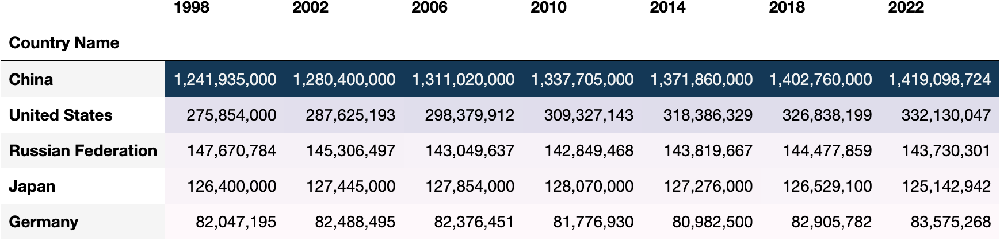 1998 2002 2006 2010 2014 2018 2022
Country Name
China 1,241,935,000 1,280,400,000 1,311,020,000 1,337,705,000 1,371,860,000 1,402,760,000 1,419,098,724
United States 275,854,000 287,625,193 298,379,912 309,327,143 318,386,329 326,838,199 332,130,047
Russian Federation 147,670,784 145,306,497 143,049,637 142,849,468 143,819,667 144,477,859 143,730,301
Japan 126,400,000 127,445,000 127,854,000 128,070,000 127,276,000 126,529,100 125,142,942
Germany 82,047,195 82,488,495 82,376,451 81,776,930 80,982,500 82,905,782 83,575,268